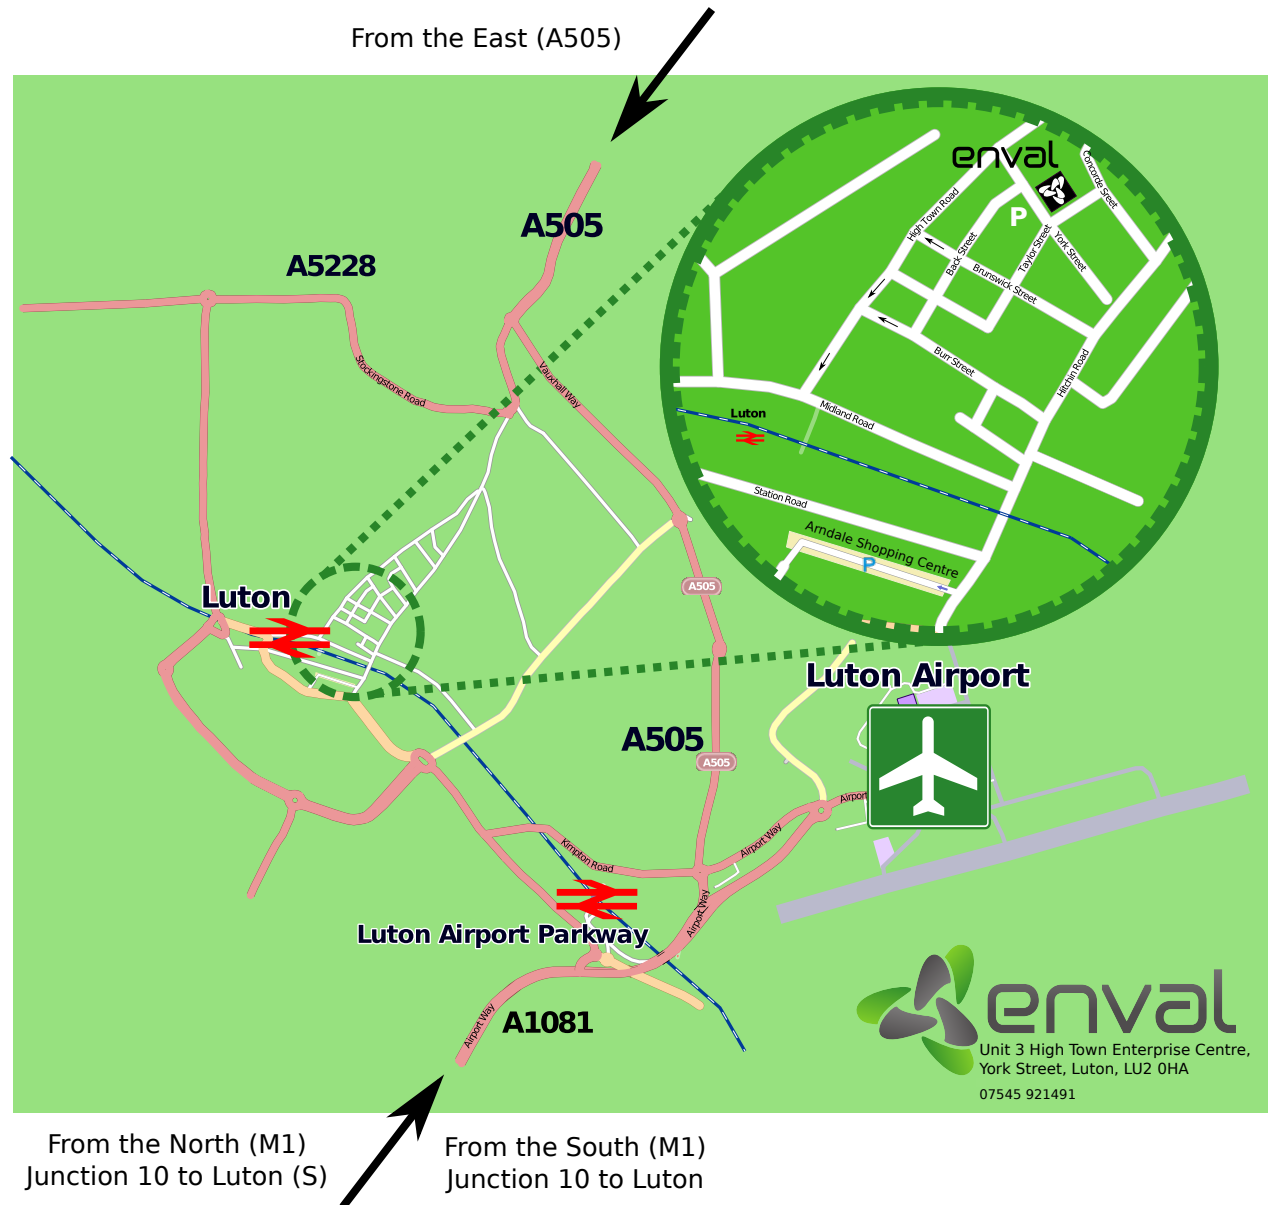 From the East (A505)
enval
Concorde Sreet
High Town Road
P
A505
Back Street
Taylor Street
York Street
A5228
Brunswick Street
Stockingstone Road
Vauxhall Way
Burr Street
Hitchin Road
Luton
Midland Road
Station Road
Arndale Shopping Centre
P
A505
Luton
Luton Airport
A505
A505
Airport
Airport Way
Kimpton Road
Airport Way
Luton Airport Parkway
Airport Way
A1081
enval
Unit 3 High Town Enterprise Centre,
York Street, Luton, LU2 0HA
07545 921491
From the North (M1)
Junction 10 to Luton (S)
From the South (M1)
Junction 10 to Luton